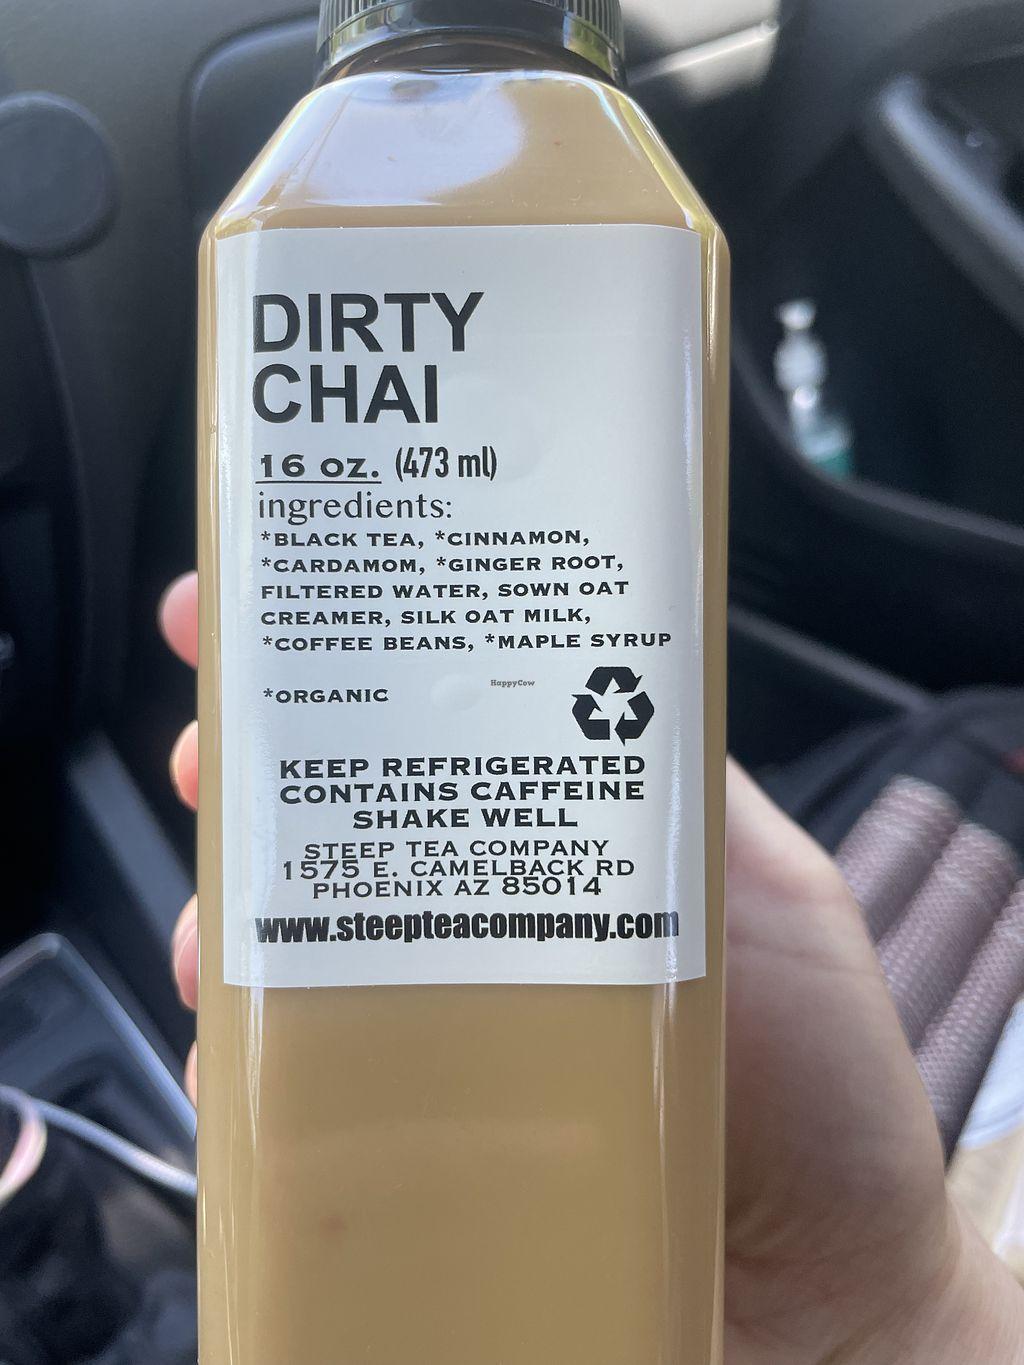 DIRTY
CHAI
16 oz. (473 ml)
ingredients:
*BLACK TEA, *CINNAMON,
*CARDAMOM, *GINGER ROOT,
FILTERED WATER, SOWN OAT
CREAMER, SILK OAT MILK,
*COFFEE BEANS, *MAPLE SYRUP
*ORGANIC
HappyCow
KEEP REFRIGERATED
CONTAINS CAFFEINE
SHAKE WELL
STEEP TEA COMPANY
1575 E. CAMELBACK RD
PHOENIX AZ 85014
www.steepteacompany.com